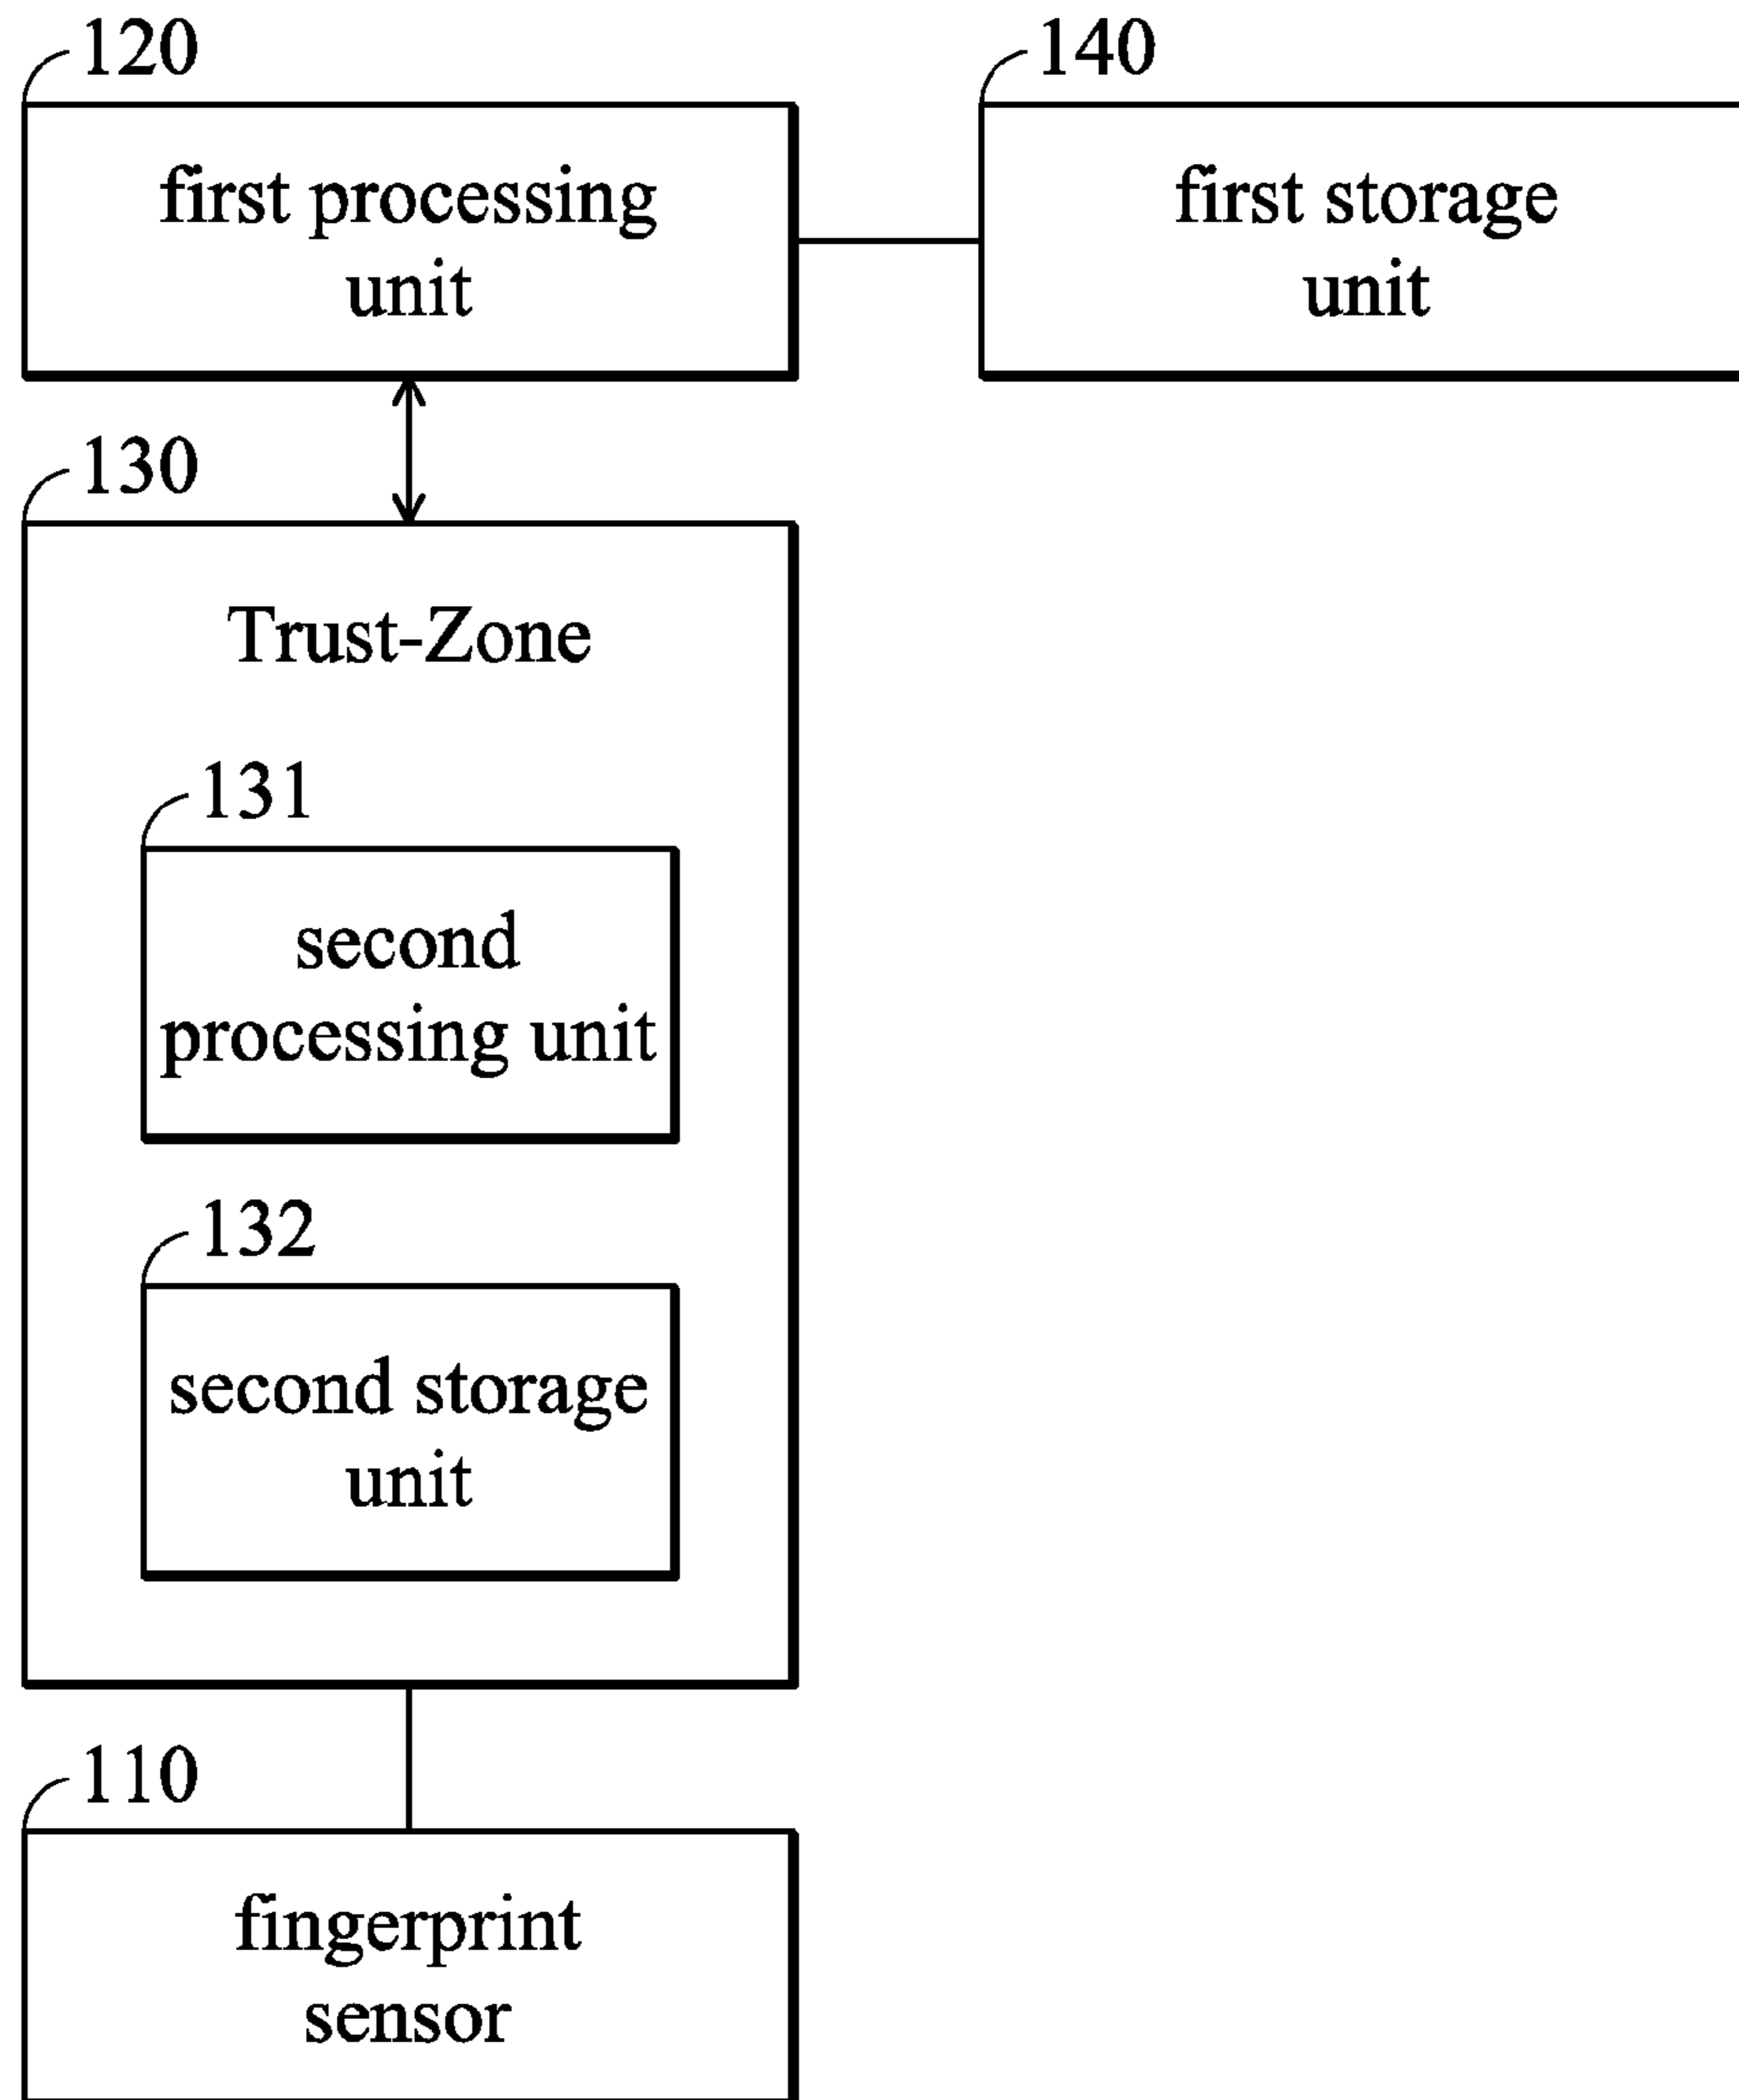 120
first processing
unit
140
first storage
unit
130
Trust-Zone
131
second
processing unit
132
second storage
unit
110
fingerprint
sensor